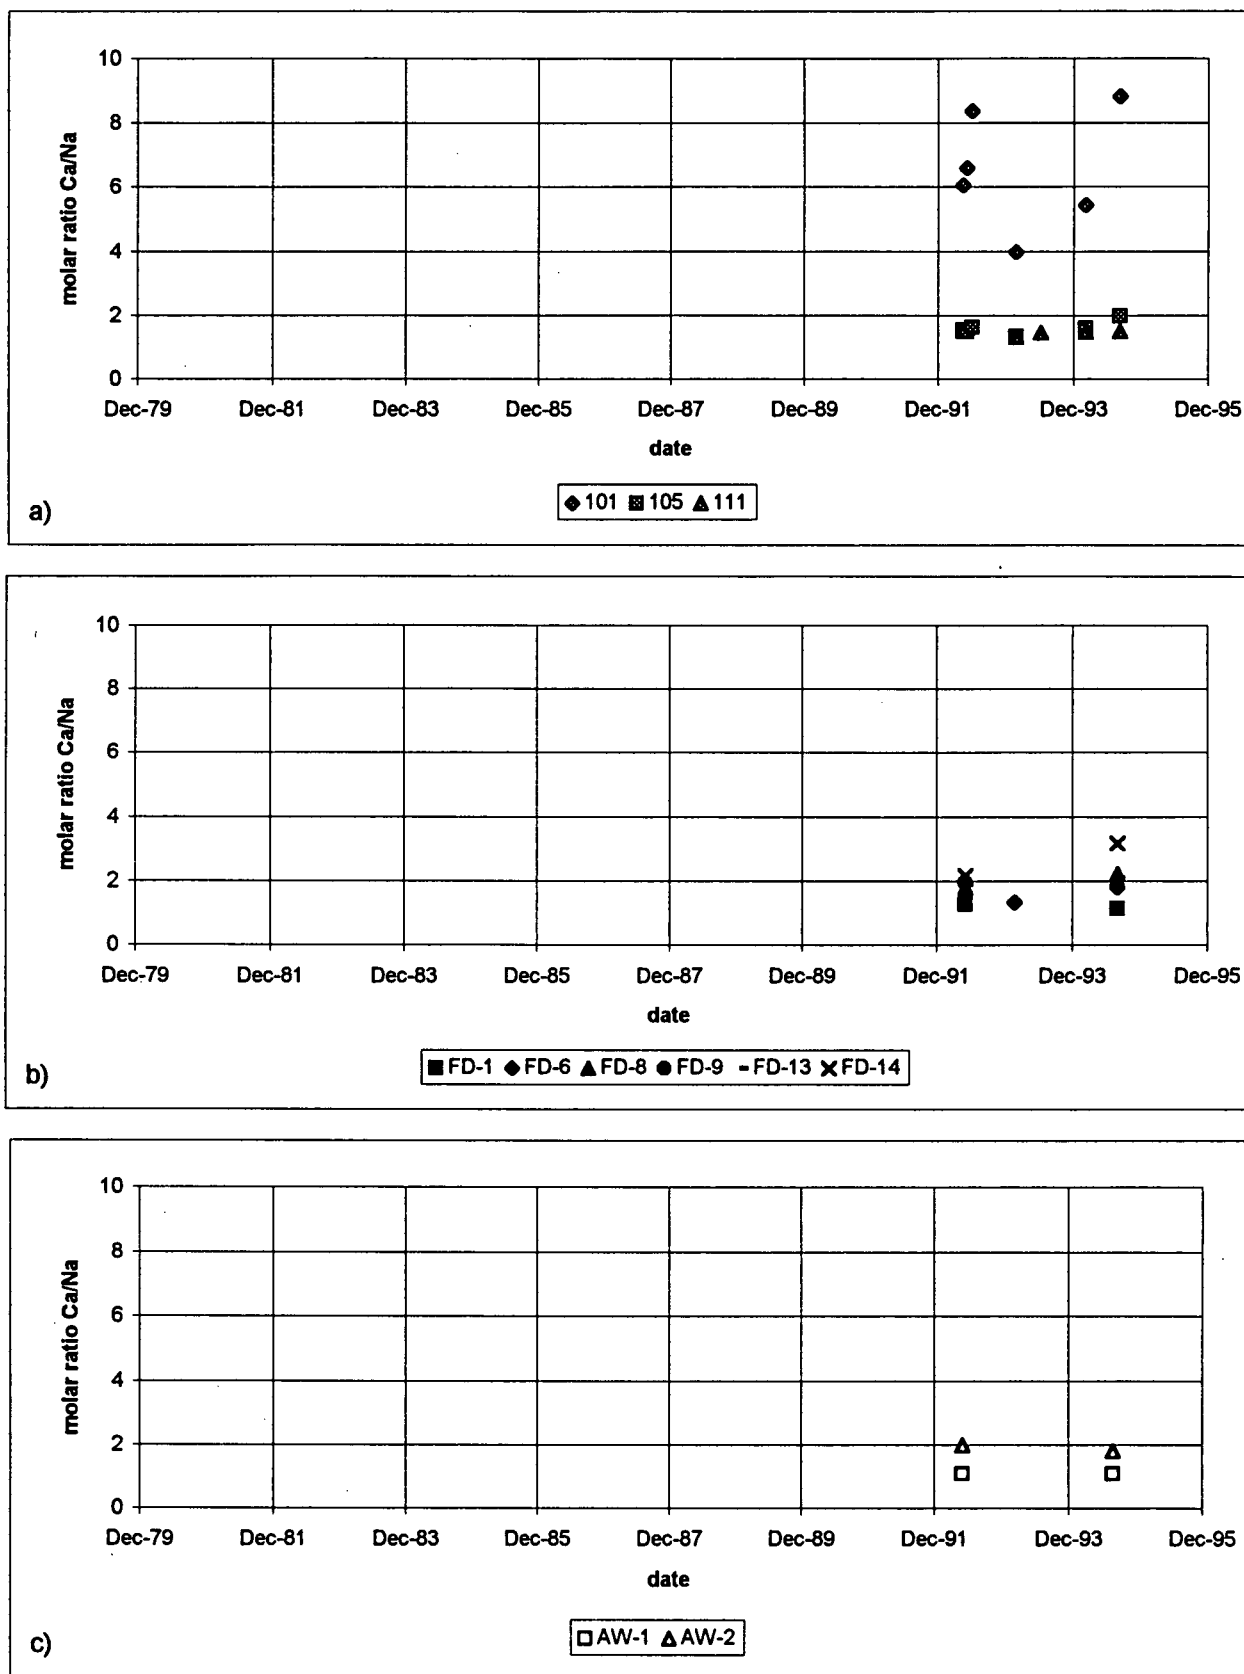 10
8
6
4
2
0
molar ratio Ca/Na
Dec-79 Dec-81 Dec-83 Dec-85 Dec-87 Dec-89 Dec-91 Dec-93 Dec-95
date
101 105 111
a)
10
8
6
4
2
0
molar ratio Ca/Na
Dec-79 Dec-81 Dec-83 Dec-85 Dec-87 Dec-89 Dec-91 Dec-93 Dec-95
date
FD-1 FD-6 FD-8 FD-9 FD-13 FD-14
b)
10
8
6
4
2
0
molar ratio Ca/Na
Dec-79 Dec-81 Dec-83 Dec-85 Dec-87 Dec-89 Dec-91 Dec-93 Dec-95
date
AW-1 AW-2
c)